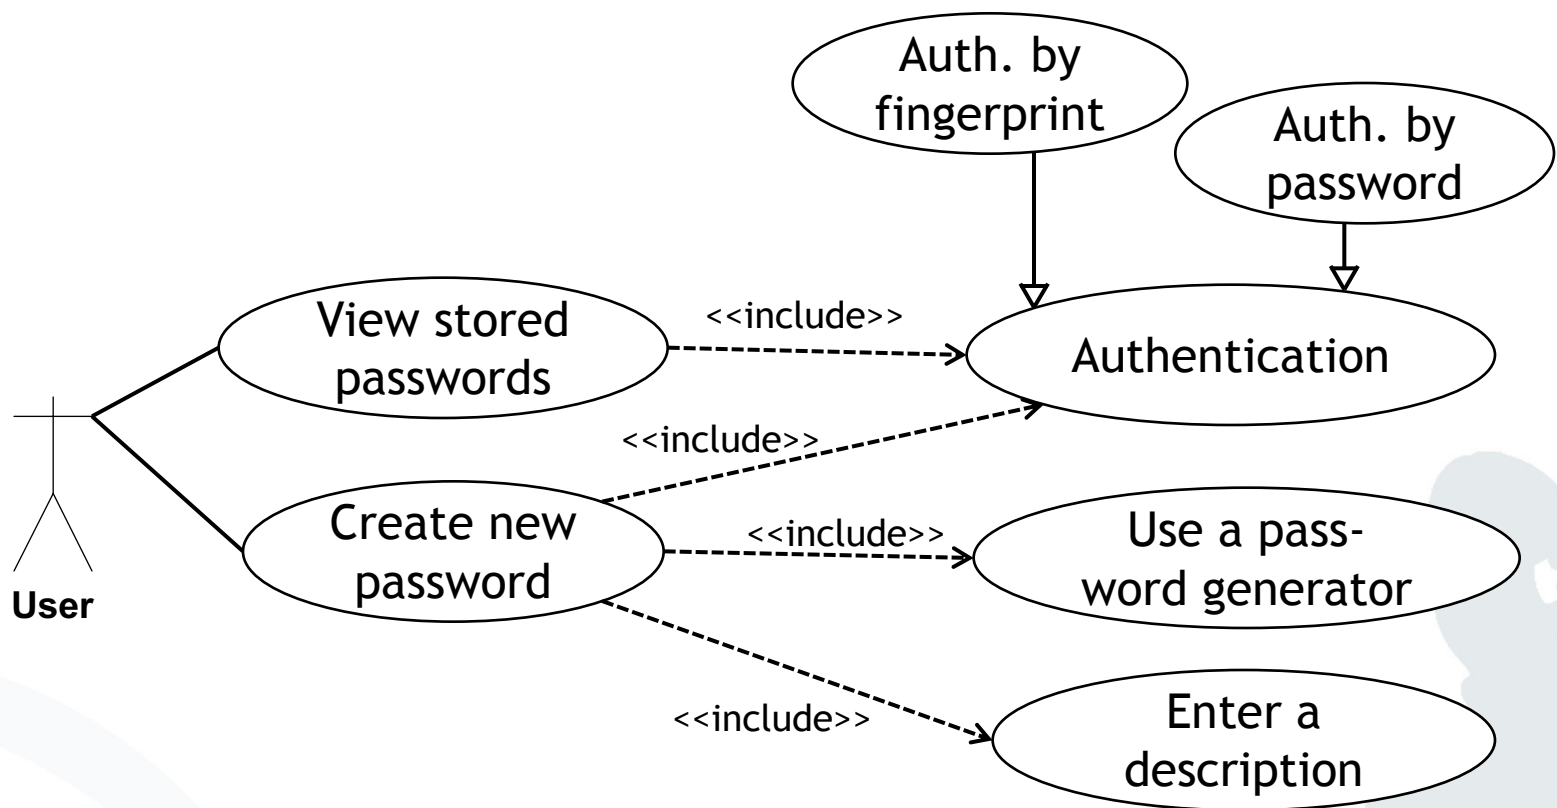 Auth. by
fingerprint
Auth. by
password
View stored
passwords
<<include>>
Authentication
<<include>>
Create new
password
<<include>>
Use a pass-
word generator
User
<<include>>
Enter a
description